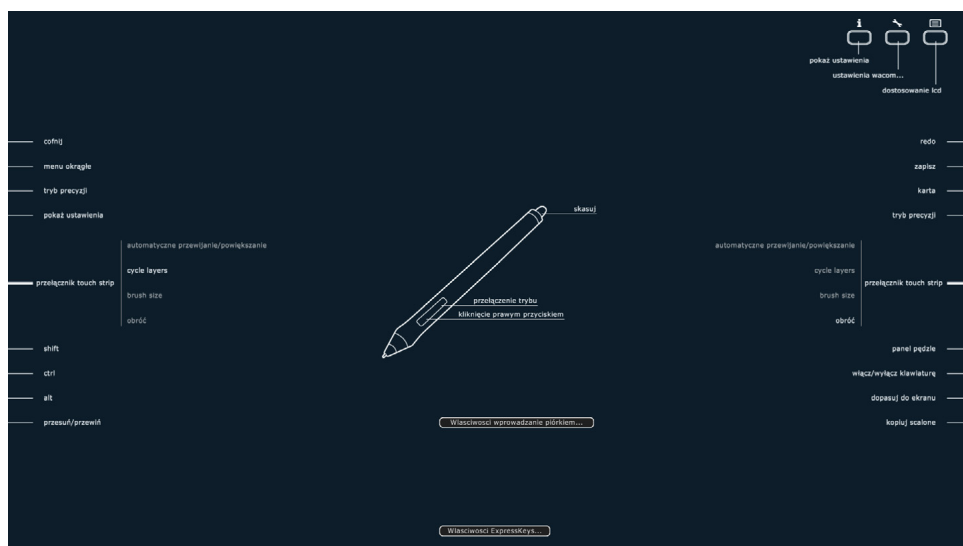 pokaż ustawienia
ustawienia wacom...
dostosowanie lcd
cofnij
menu okrągłe
tryb precyzji
pokaż ustawienia
automatyczne przewijanie/powiększanie
cycle layers
przełącznik touch strip
brush size
obróć
shift
ctrl
alt
przesuń/przewiń
skasuj
przełączenie trybu
kliknięcie prawym przyciskiem
Wlasciwosci wprowadzanie piórkiem...
Wlasciwosci ExpressKeys...
redo
zapisz
karta
tryb precyzji
automatyczne przewijanie/powiększanie
cycle layers
przełącznik touch strip
brush size
obróć
panel pędzle
włącz/wyłącz klawiaturę
dopasuj do ekranu
kopiuj scalone